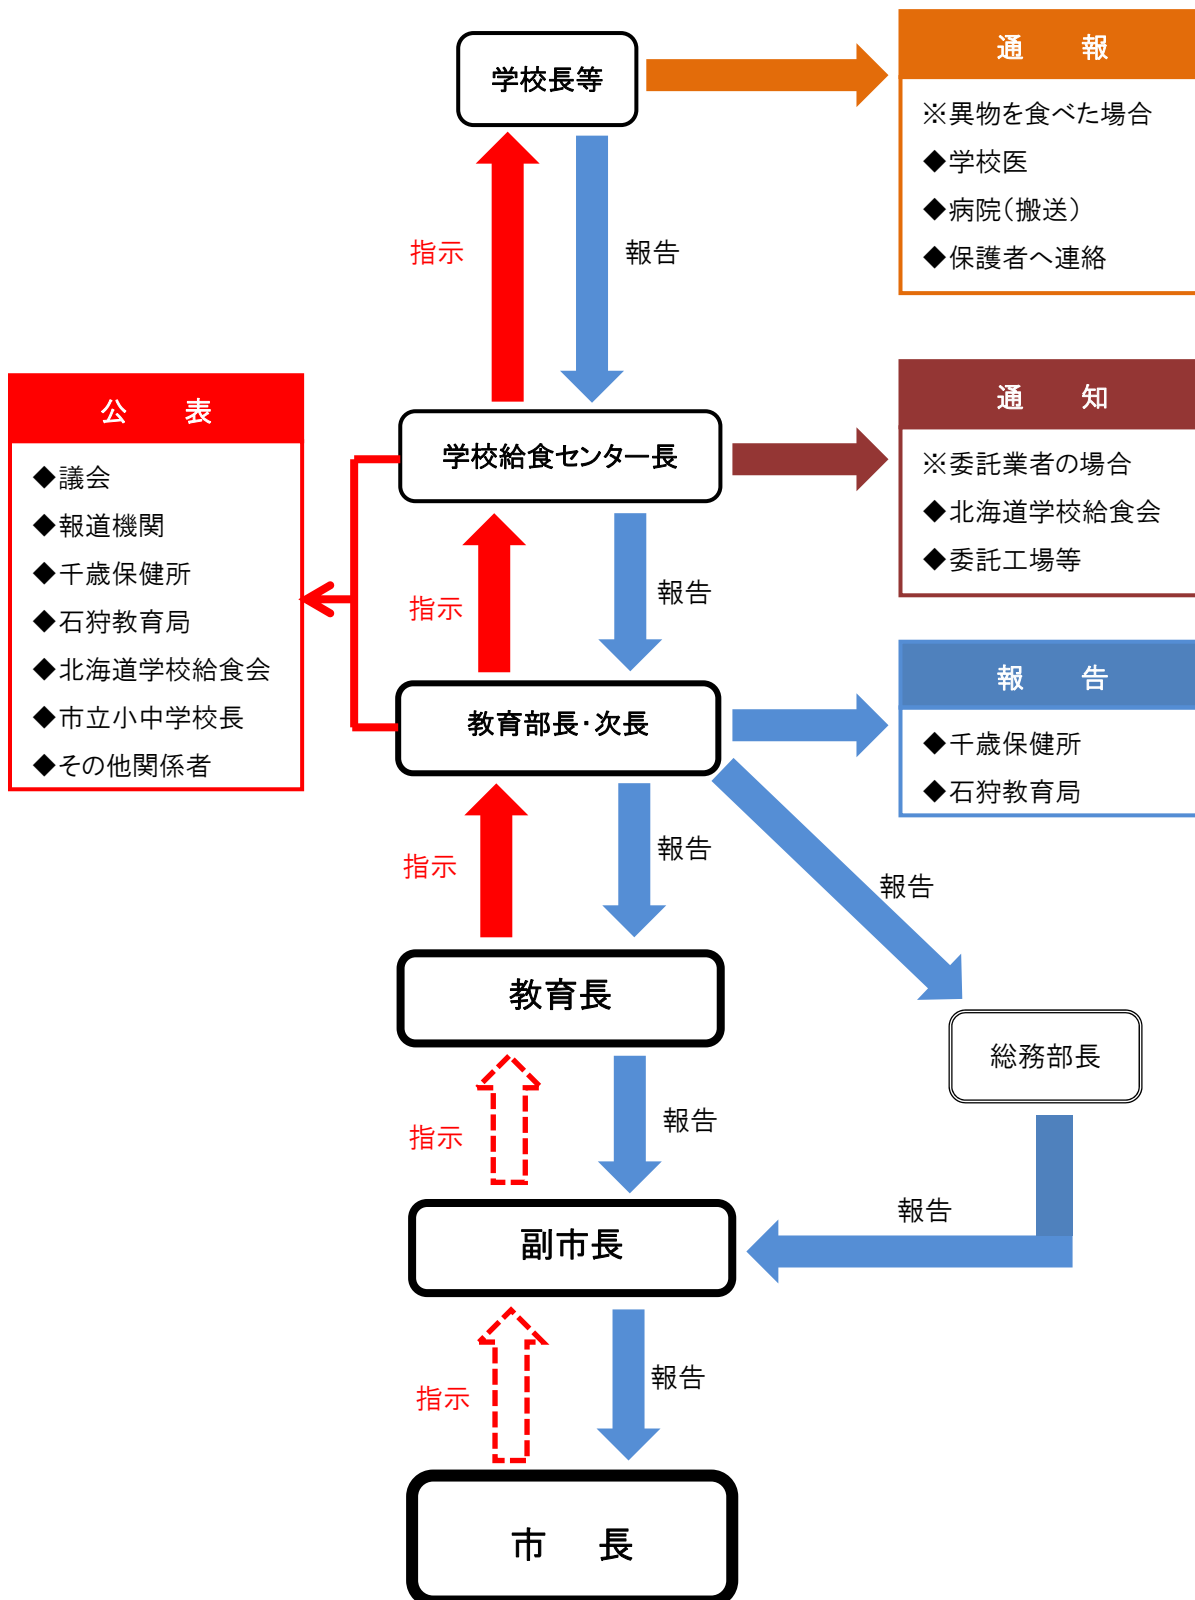 学校長等
通　報
※異物を食べた場合
◆学校医
◆病院（搬送）
◆保護者へ連絡
指示
報告
公　表
◆議会
◆報道機関
◆千歳保健所
◆石狩教育局
◆北海道学校給食会
◆市立小中学校長
◆その他関係者
学校給食センター長
通　知
※委託業者の場合
◆北海道学校給食会
◆委託工場等
指示
報告
教育部長・次長
報　告
◆千歳保健所
◆石狩教育局
指示
報告
報告
教育長
総務部長
指示
報告
副市長
報告
指示
報告
市　長